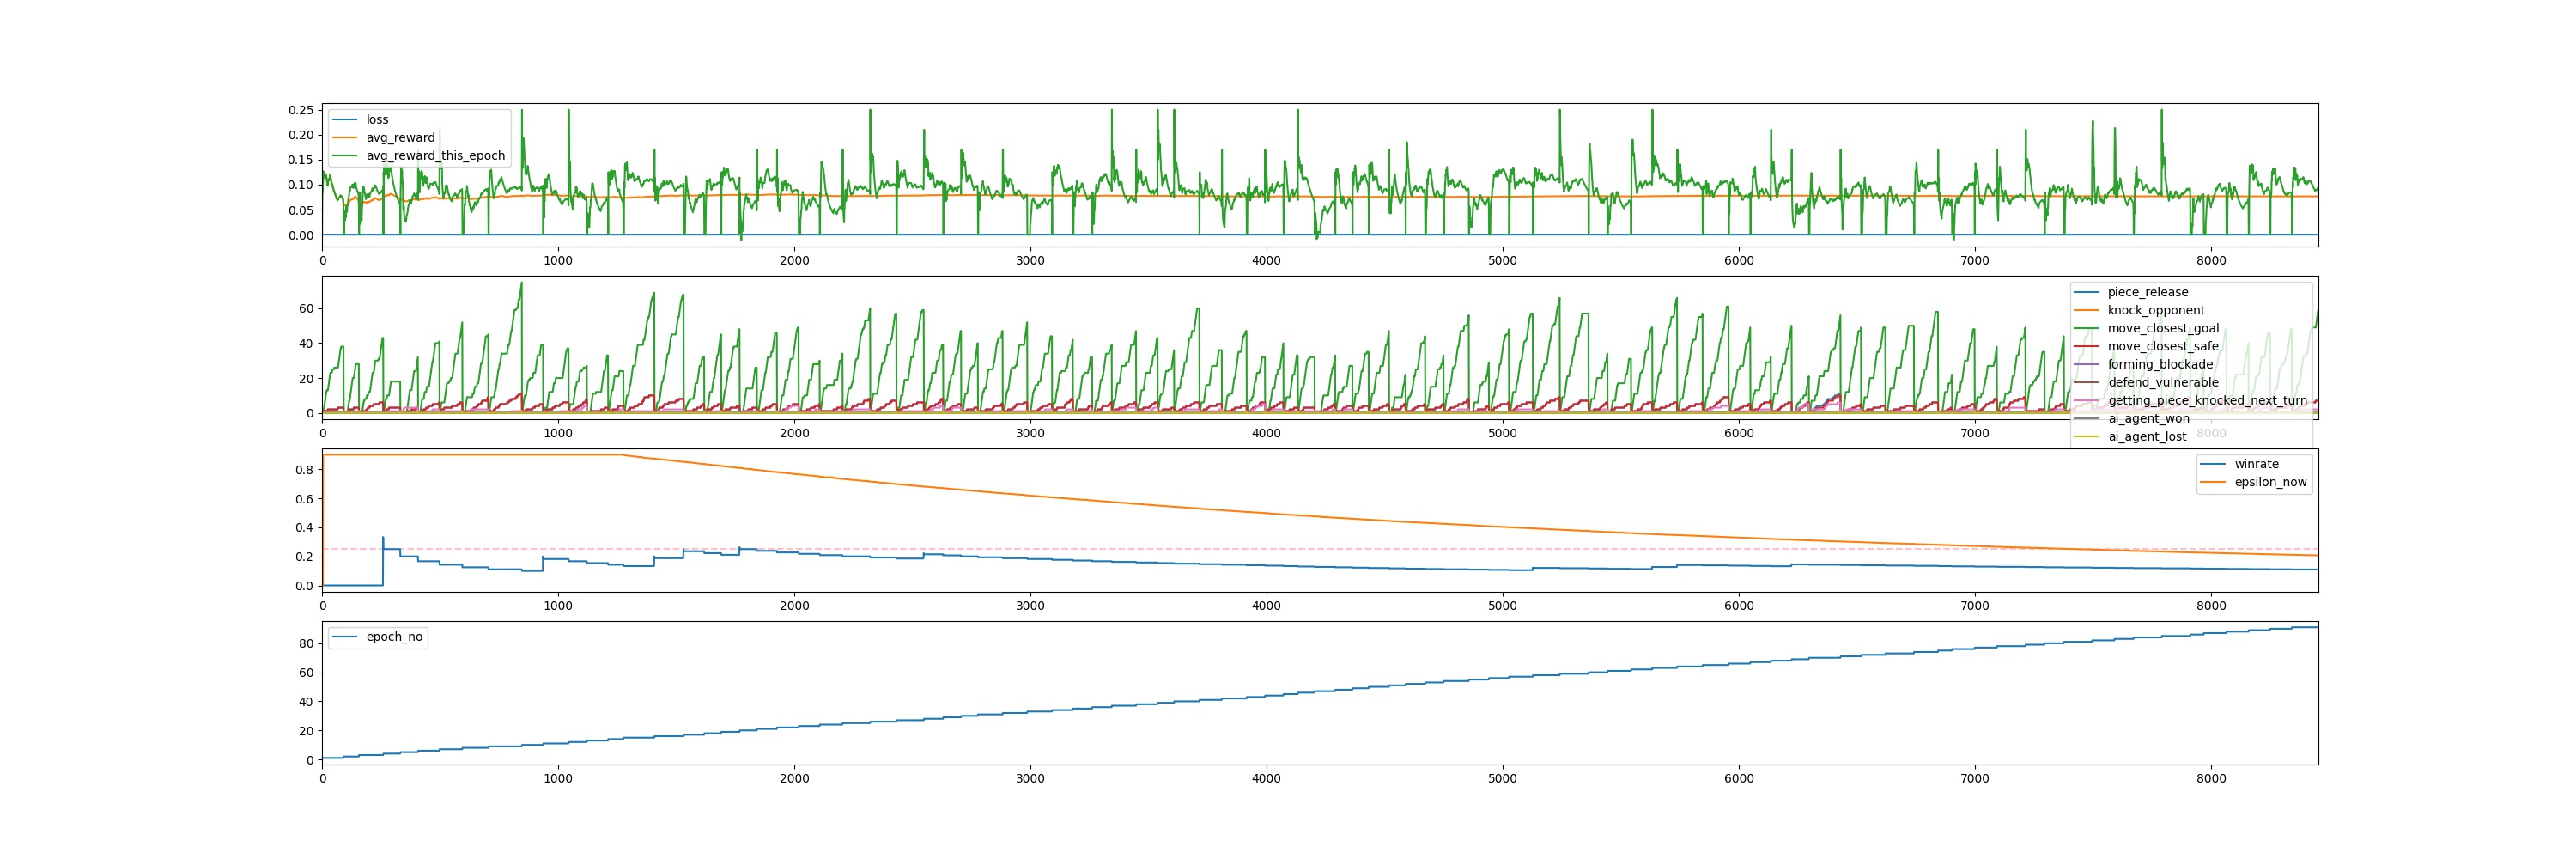 0.25
0.20
0.15
0.10
0.05
0.00
loss
avg_reward
avg_reward_this_epoch
0 1000 2000 3000 4000 5000 6000 7000 8000
60
40
20
0
piece_release
knock_opponent
move_closest_goal
move_closest_safe
forming_blockade
defend_vulnerable
getting_piece_knocked_next_turn
ai_agent_won
ai_agent_lost
0 1000 2000 3000 4000 5000 6000 7000 8000
0.8
0.6
0.4
0.2
0.0
winrate
epsilon_now
0 1000 2000 3000 4000 5000 6000 7000 8000
80
60
40
20
0
epoch_no
0 1000 2000 3000 4000 5000 6000 7000 8000